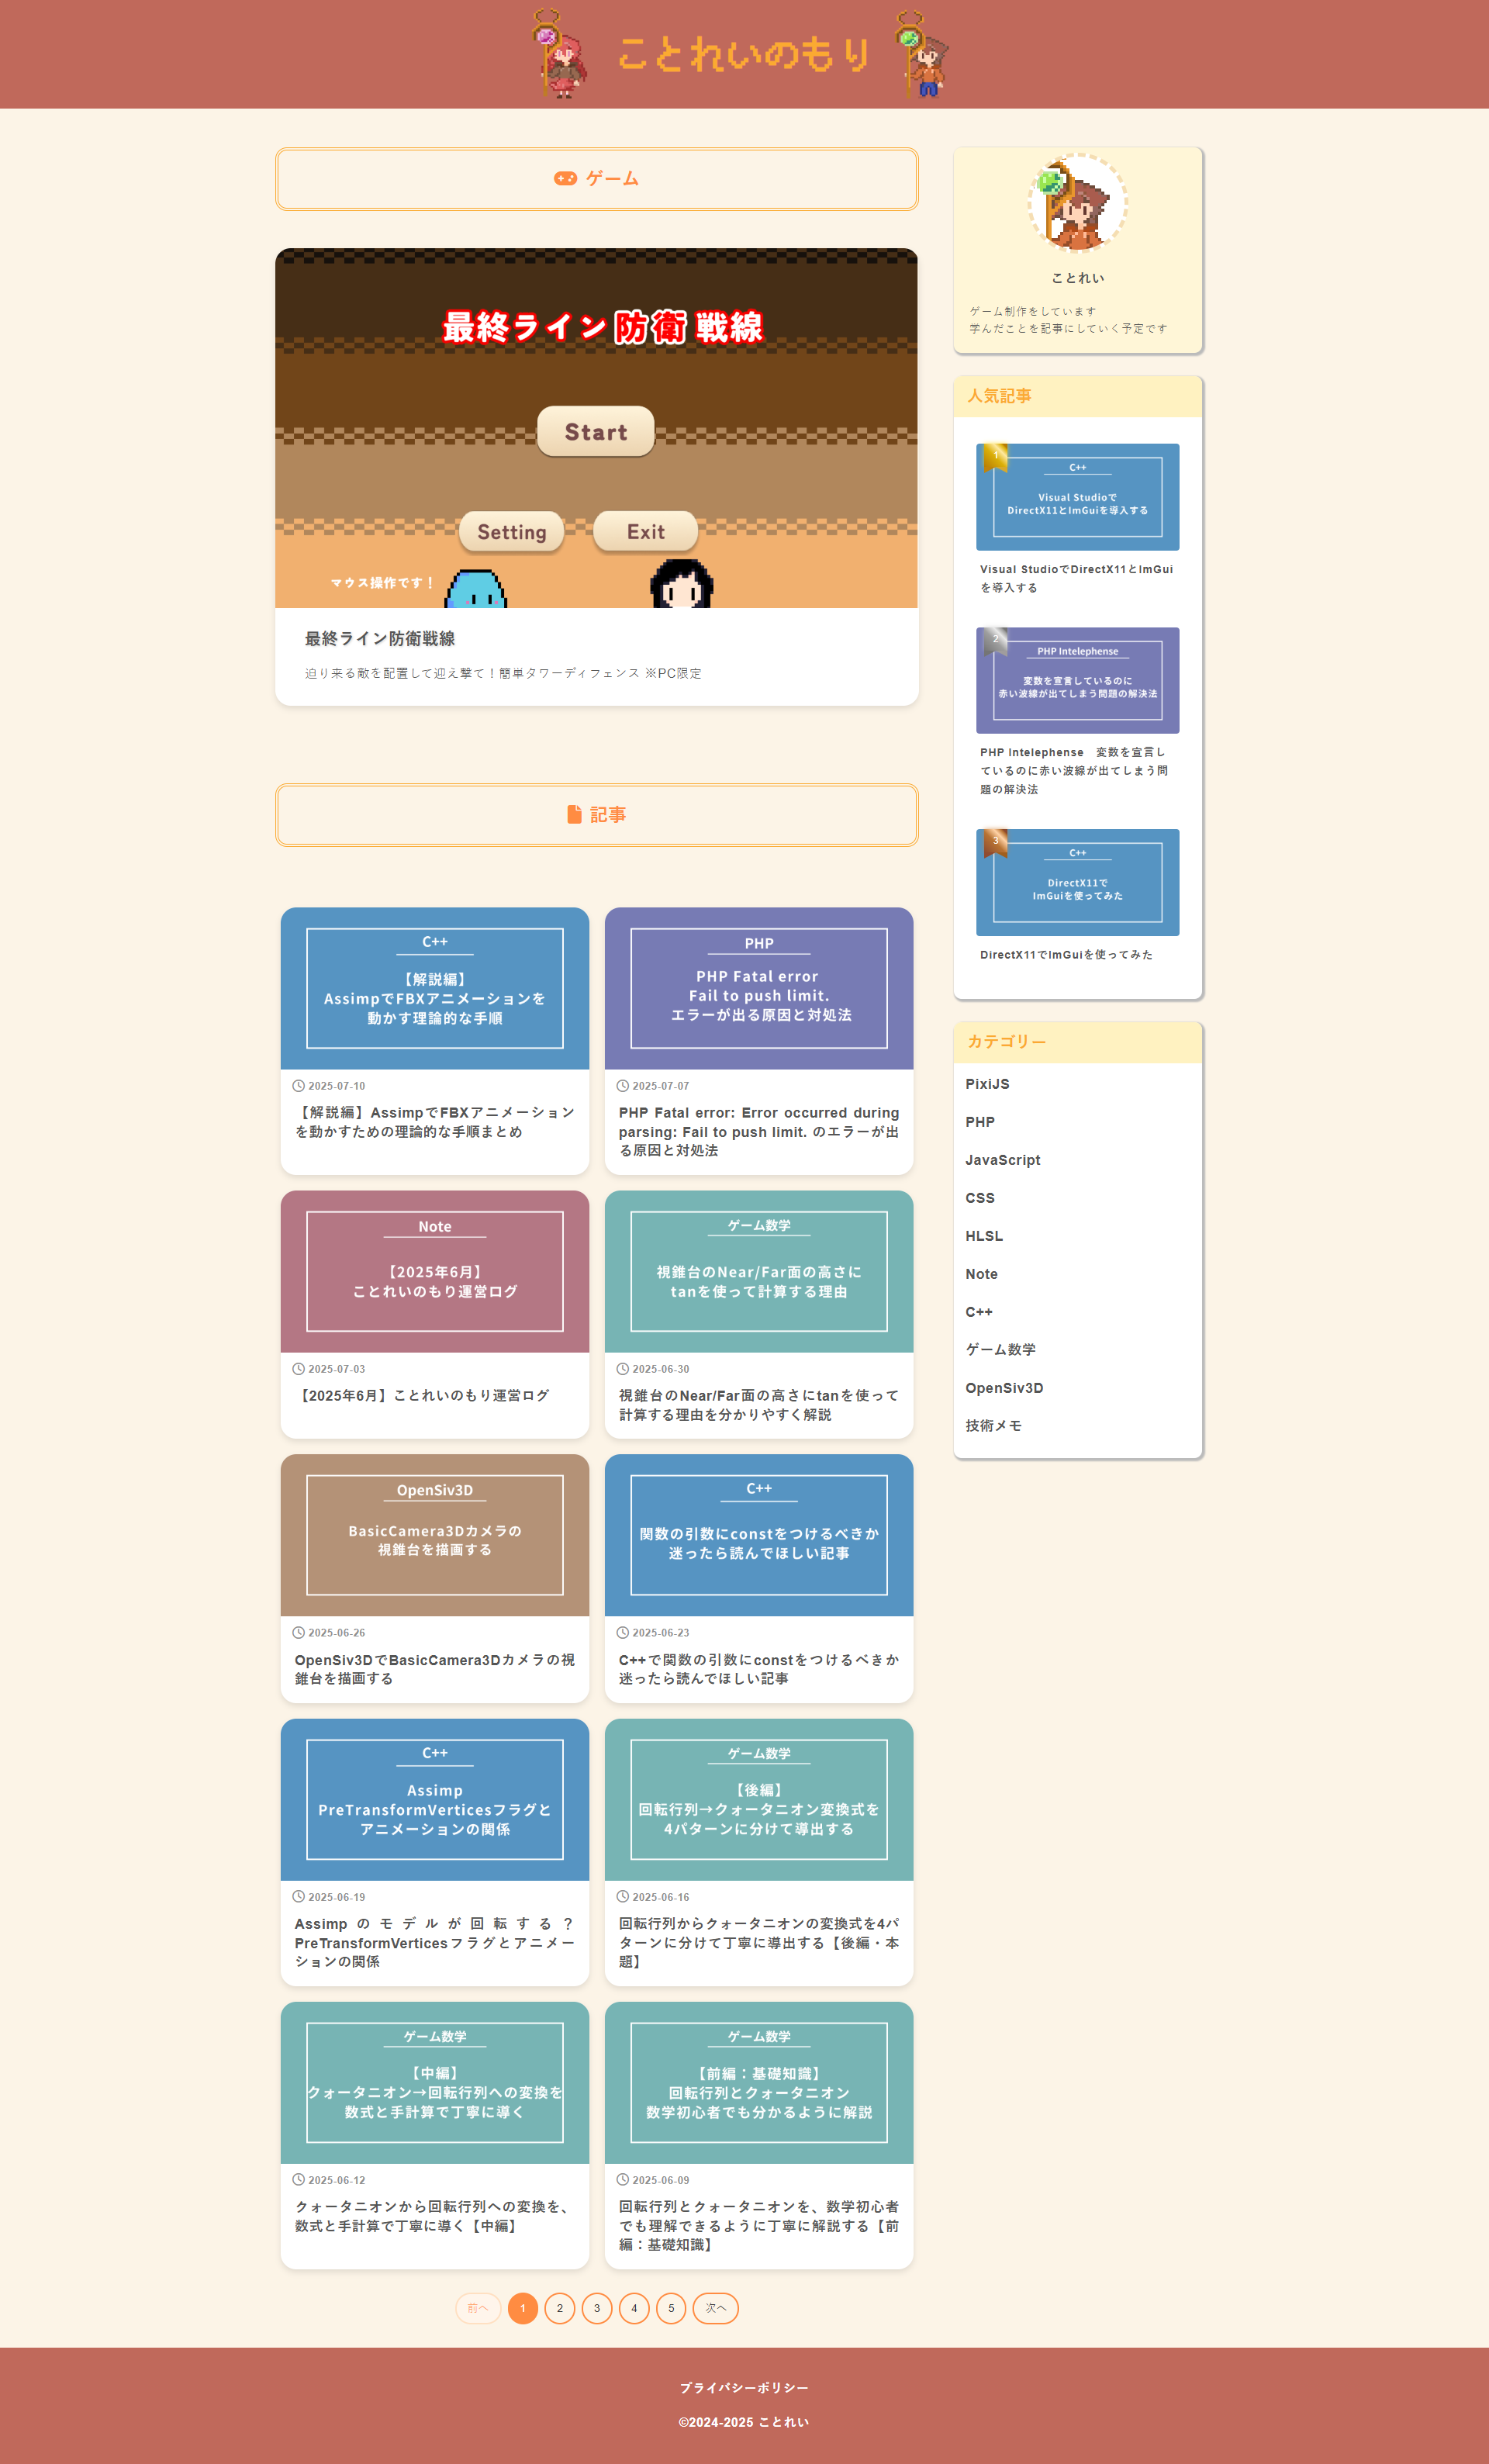 ことれいのもり
ゲーム
最終ライン防衛 戦線
Start
Setting
Exit
マウス操作です！
最終ライン防衛戦線
迫り来る敵を配置して迎え撃て！簡単タワーディフェンス ※PC限定
記事
C++
【解説編】
AssimpでFBXアニメーションを
動かす理論的な手順
2025-07-10
【解説編】AssimpでFBXアニメーション
を動かすための理論的な手順まとめ
PHP
PHP Fatal error
Fail to push limit.
エラーが出る原因と対処法
2025-07-07
PHP Fatal error: Error occurred during
parsing: Fail to push limit. のエラーが出
る原因と対処法
Note
【2025年6月】
ことれいのもり運営ログ
2025-07-03
【2025年6月】ことれいのもり運営ログ
ゲーム数学
視錐台のNear/Far面の高さに
tanを使って計算する理由
2025-06-30
視錐台のNear/Far面の高さにtanを使って
計算する理由を分かりやすく解説
OpenSiv3D
BasicCamera3Dカメラの
視錐台を描画する
2025-06-26
OpenSiv3DでBasicCamera3Dカメラの視
錐台を描画する
C++
関数の引数にconstをつけるべきか
迷ったら読んでほしい記事
2025-06-23
C++で関数の引数にconstをつけるべきか
迷ったら読んでほしい記事
C++
Assimp
PreTransformVerticesフラグと
アニメーションの関係
2025-06-19
Assimpのモデルが回転する？
PreTransformVerticesフラグとアニメー
ションの関係
ゲーム数学
【後編】
回転行列→クォータニオン変換式を
4パターンに分けて導出する
2025-06-16
回転行列からクォータニオンの変換式を4パ
ターンに分けて丁寧に導出する【後編・本
題】
ゲーム数学
【中編】
クォータニオン→回転行列への変換を
数式と手計算で丁寧に導く
2025-06-12
クォータニオンから回転行列への変換を、
数式と手計算で丁寧に導く【中編】
ゲーム数学
【前編：基礎知識】
回転行列とクォータニオン
数学初心者でも分かるように解説
2025-06-09
回転行列とクォータニオンを、数学初心者
でも理解できるように丁寧に解説する【前
編：基礎知識】
前へ
1
2
3
4
5
次へ
ことれい
ゲーム制作をしています
学んだことを記事にしていく予定です
人気記事
1
C++
Visual Studioで
DirectX11とImGuiを導入する
Visual StudioでDirectX11とImGui
を導入する
2
PHP Intelephense
変数を宣言しているのに
赤い波線が出てしまう問題の解決法
PHP Intelephense　変数を宣言し
ているのに赤い波線が出てしまう問
題の解決法
3
C++
DirectX11で
ImGuiを使ってみた
DirectX11でImGuiを使ってみた
カテゴリー
PixiJS
PHP
JavaScript
CSS
HLSL
Note
C++
ゲーム数学
OpenSiv3D
技術メモ
プライバシーポリシー
©2024-2025 ことれい